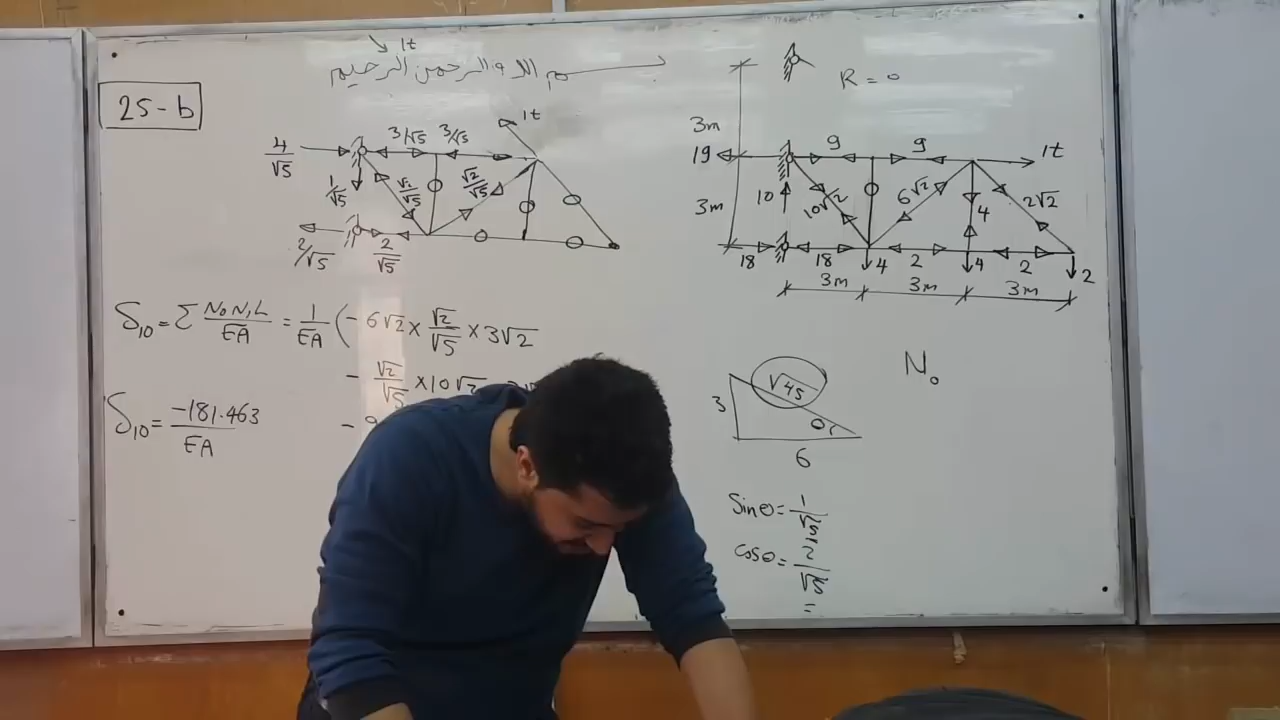 1t
بسم الله الرحمن الرحيم
R = 0
25-b
4/√5
3/√5 3/√5
1t
1/√5
√2/√5
√2/√5
2/√5
2/√5
3m
19
9
9
1t
3m
10
10√2
6√2
4
2√2
18
18
4
2
4
2
2
3m
3m
3m
δ10 = Σ N₀N₁L/EA = 1/EA (- 6√2 × √2/√5 × 3√2
- √2/√5 × 10√2
δ10 = -181.463/EA
- 9
N₀
3
√45
θ
6
Sinθ = 1/√5
cosθ = 2/√5
=